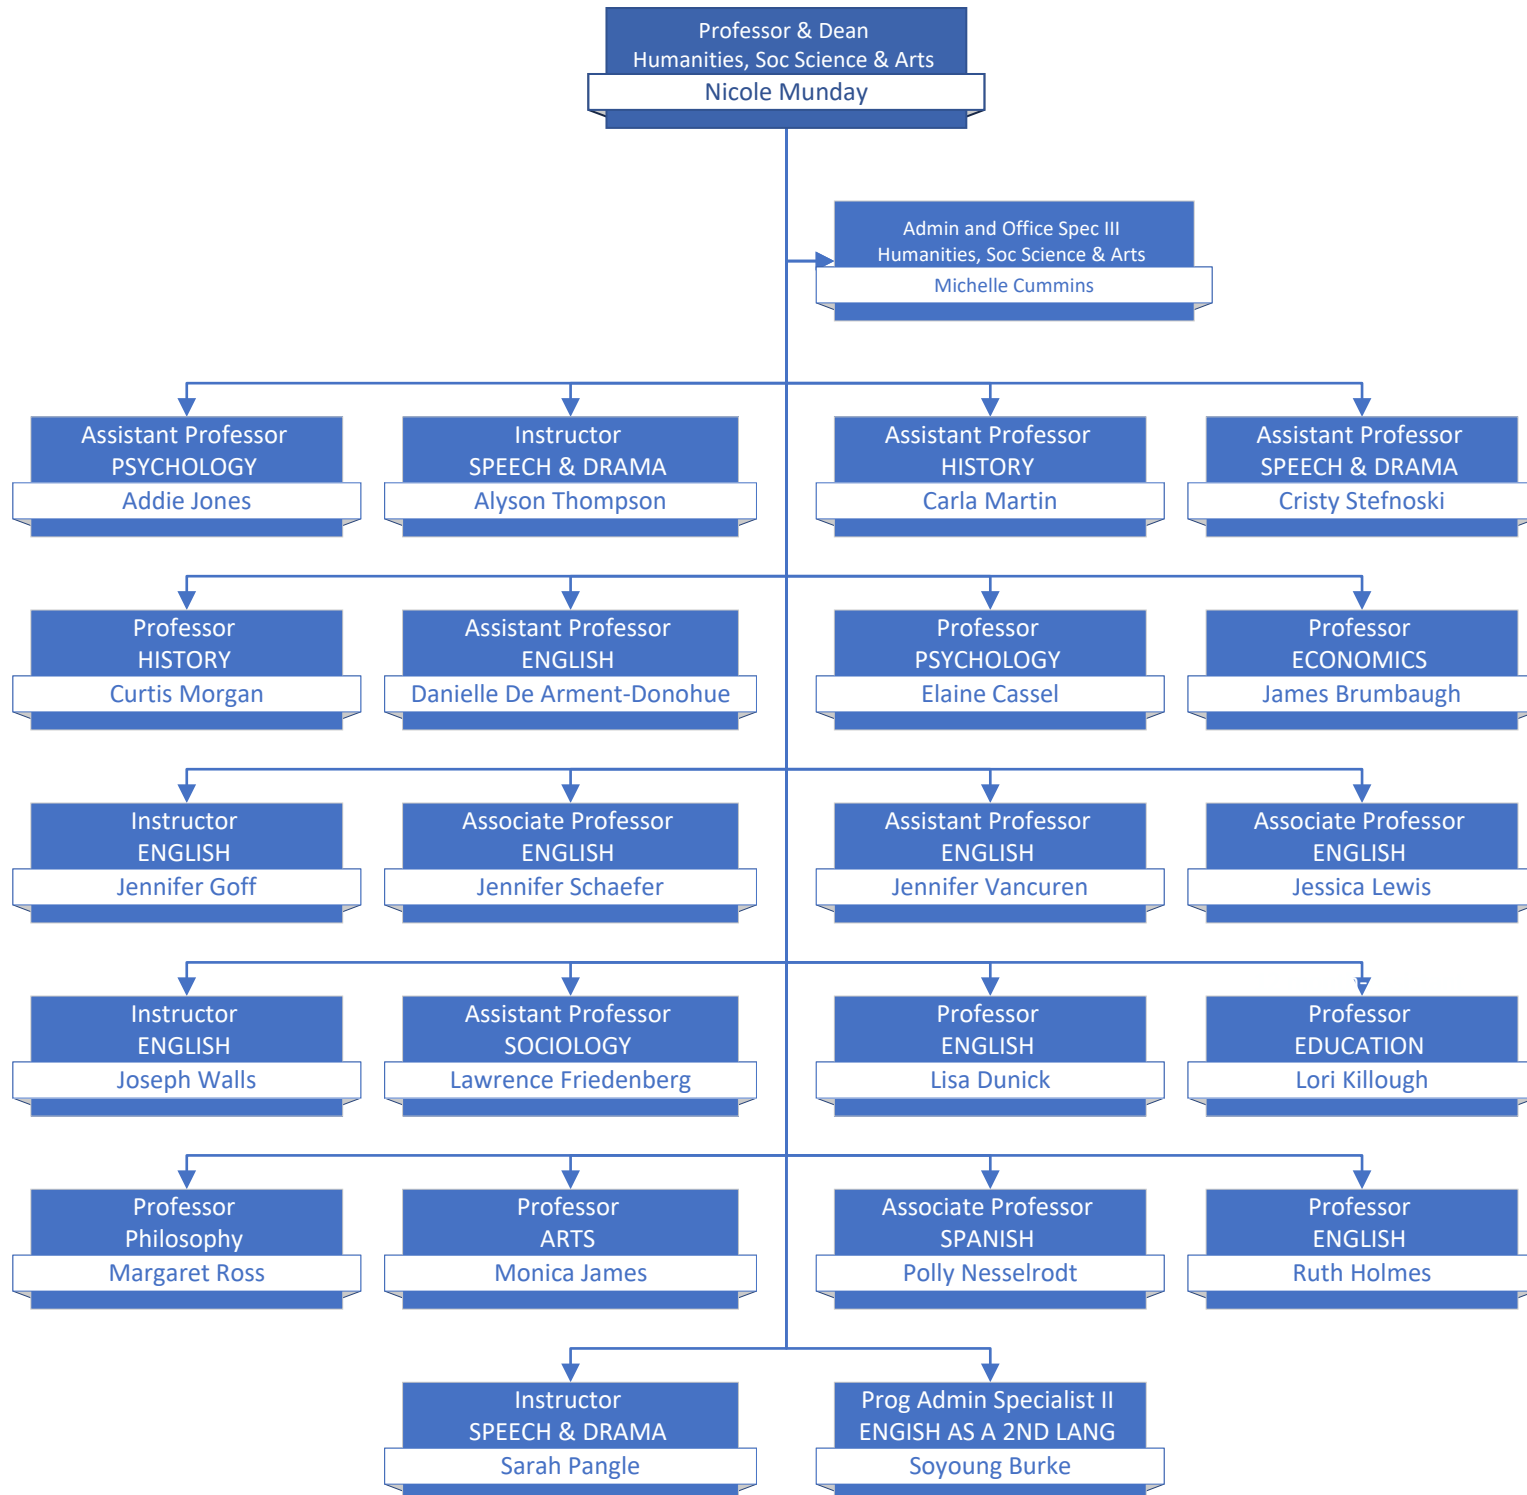 Professor & Dean
Humanities, Soc Science & Arts
Nicole Munday
Admin and Office Spec III
Humanities, Soc Science & Arts
Michelle Cummins
Assistant Professor
PSYCHOLOGY
Addie Jones
Instructor
SPEECH & DRAMA
Alyson Thompson
Assistant Professor
HISTORY
Carla Martin
Assistant Professor
SPEECH & DRAMA
Cristy Stefnoski
Professor
HISTORY
Curtis Morgan
Assistant Professor
ENGLISH
Danielle De Arment-Donohue
Professor
PSYCHOLOGY
Elaine Cassel
Professor
ECONOMICS
James Brumbaugh
Instructor
ENGLISH
Jennifer Goff
Associate Professor
ENGLISH
Jennifer Schaefer
Assistant Professor
ENGLISH
Jennifer Vancuren
Associate Professor
ENGLISH
Jessica Lewis
Instructor
ENGLISH
Joseph Walls
Assistant Professor
SOCIOLOGY
Lawrence Friedenberg
Professor
ENGLISH
Lisa Dunick
Professor
EDUCATION
Lori Killough
Professor
Philosophy
Margaret Ross
Professor
ARTS
Monica James
Associate Professor
SPANISH
Polly Nesselrodt
Professor
ENGLISH
Ruth Holmes
Instructor
SPEECH & DRAMA
Sarah Pangle
Prog Admin Specialist II
ENGISH AS A 2ND LANG
Soyoung Burke